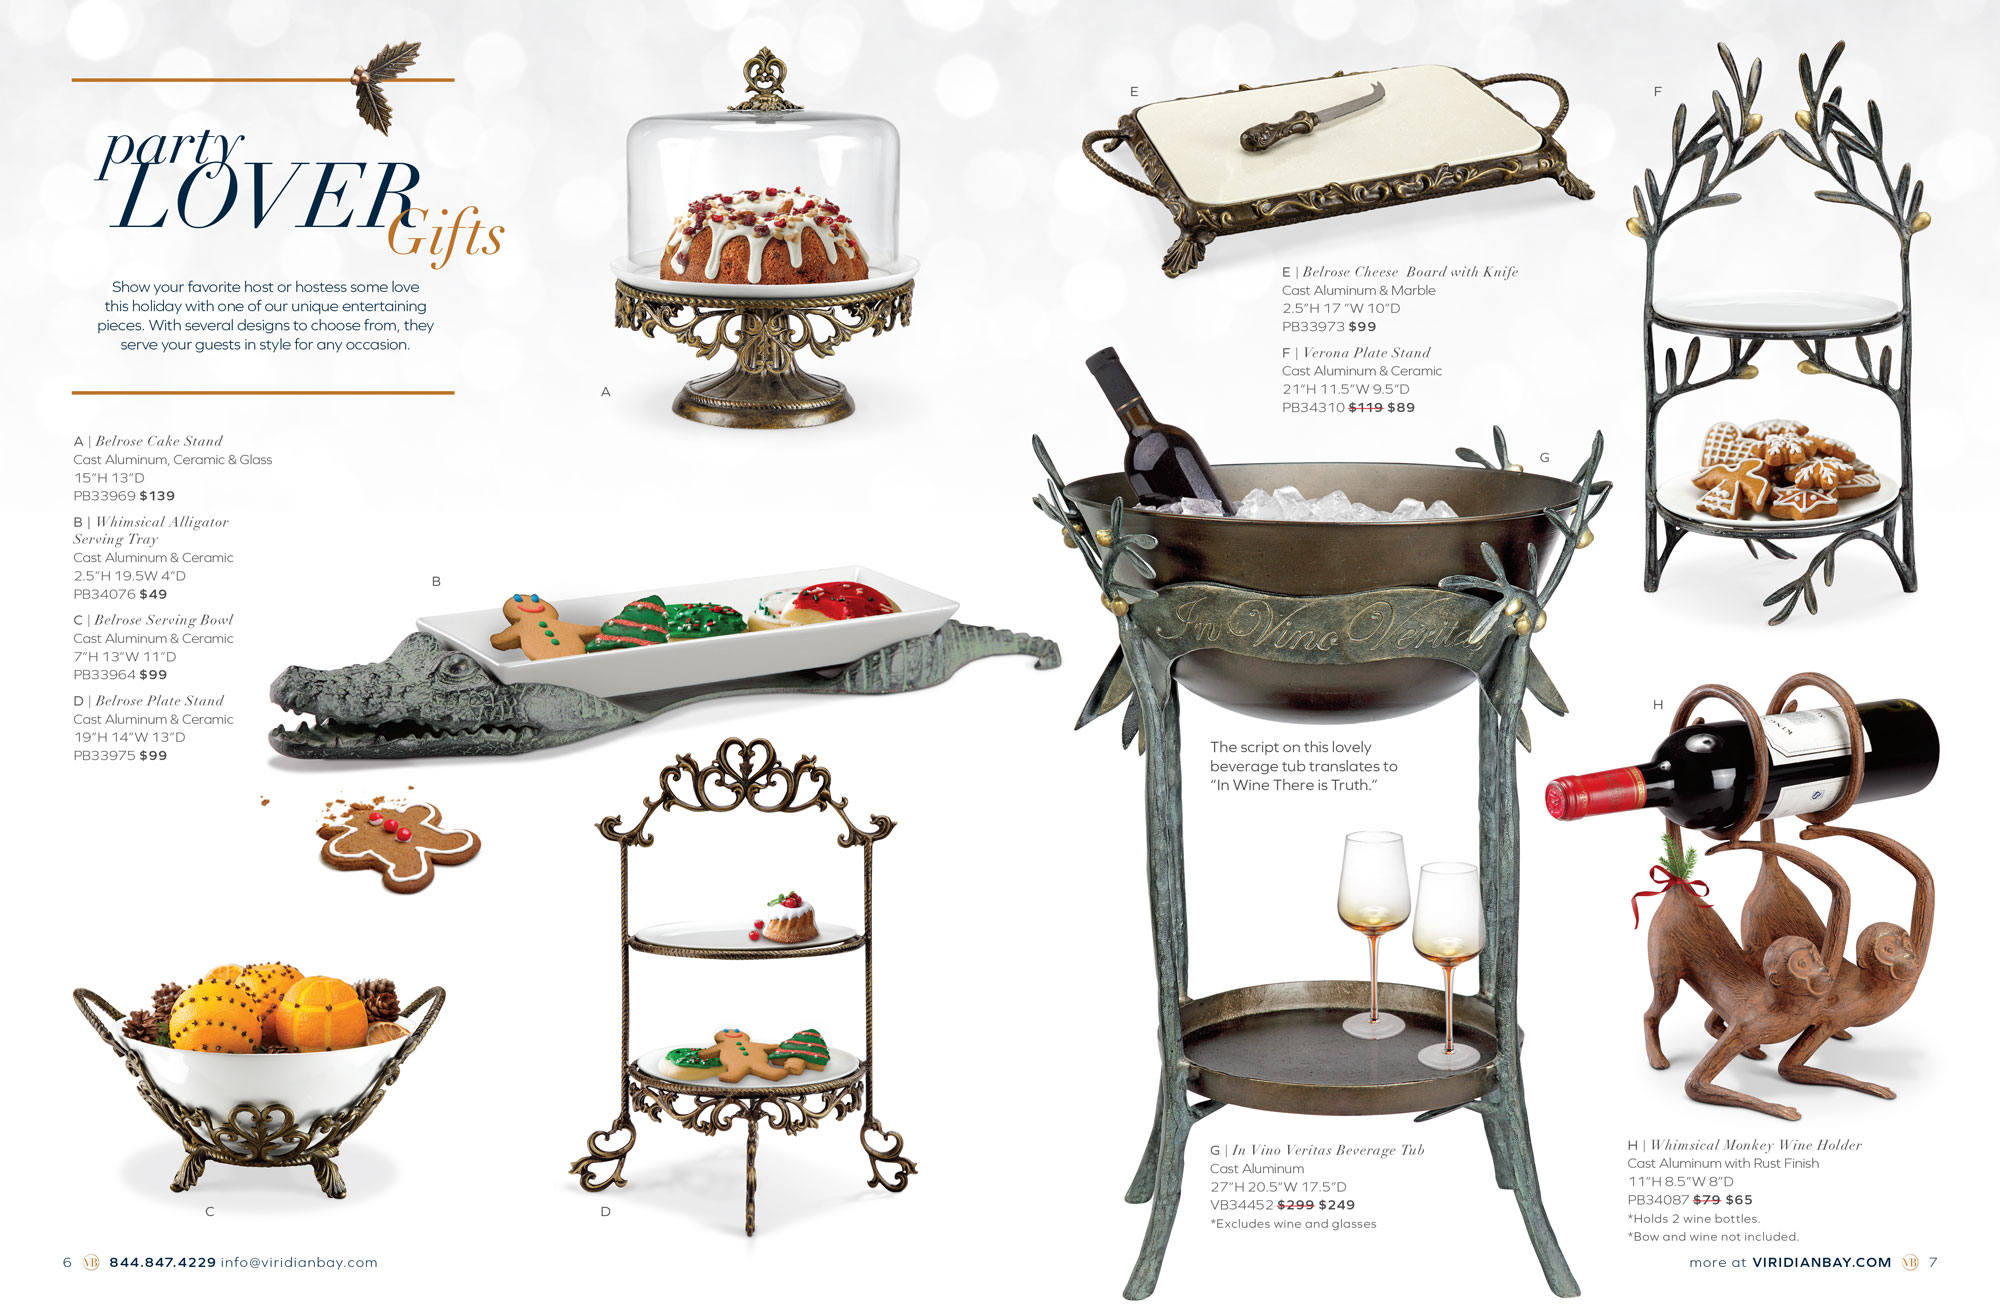 party
LOVER
Gifts
Show your favorite host or hostess some love
this holiday with one of our unique entertaining
pieces. With several designs to choose from, they
serve your guests in style for any occasion.
A | Belrose Cake Stand
Cast Aluminum, Ceramic & Glass
15"H 13"D
PB33969 $139
B | Whimsical Alligator
Serving Tray
Cast Aluminum & Ceramic
2.5"H 19.5W 4"D
PB34076 $49
C | Belrose Serving Bowl
Cast Aluminum & Ceramic
7"H 13"W 11"D
PB33964 $99
D | Belrose Plate Stand
Cast Aluminum & Ceramic
19"H 14"W 13"D
PB33975 $99
A
B
C
D
6 VB 844.847.4229 info@viridianbay.com
E
E | Belrose Cheese Board with Knife
Cast Aluminum & Marble
2.5"H 17 "W 10"D
PB33973 $99
F | Verona Plate Stand
Cast Aluminum & Ceramic
21"H 11.5"W 9.5"D
PB34310 $119 $89
F
G
In Vino Veritas
The script on this lovely
beverage tub translates to
"In Wine There is Truth."
G | In Vino Veritas Beverage Tub
Cast Aluminum
27"H 20.5"W 17.5"D
VB34452 $299 $249
*Excludes wine and glasses
H
H | Whimsical Monkey Wine Holder
Cast Aluminum with Rust Finish
11"H 8.5"W 8"D
PB34087 $79 $65
*Holds 2 wine bottles.
*Bow and wine not included.
more at VIRIDIANBAY.COM VB 7